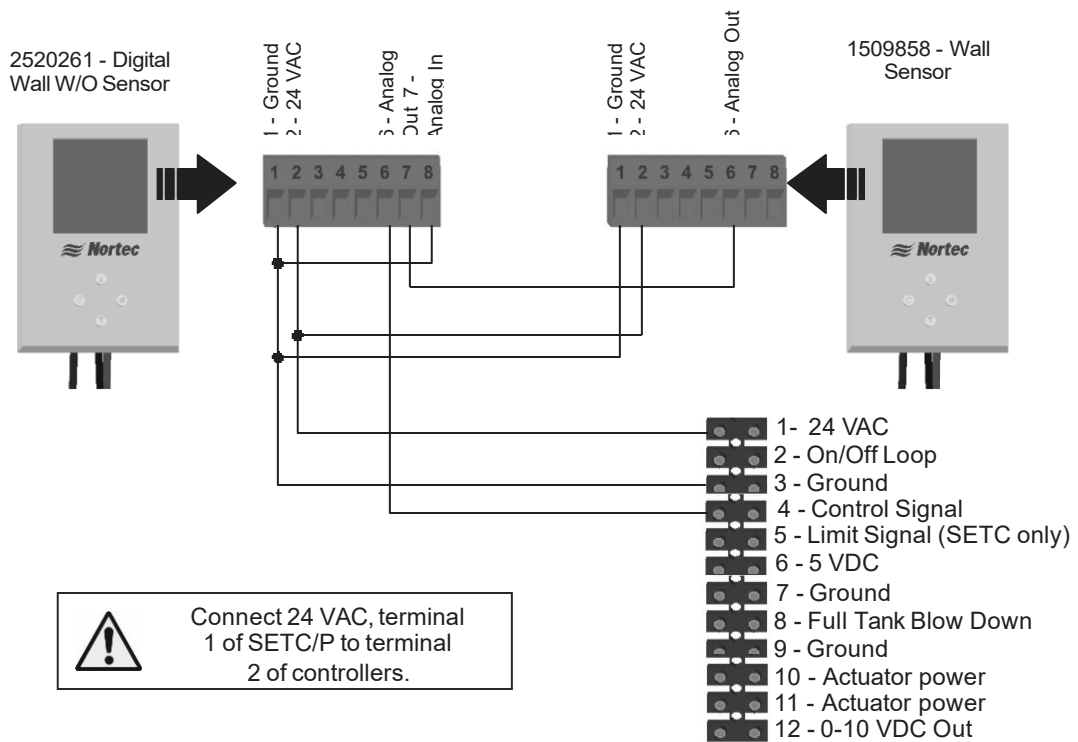 2520261 - Digital
Wall W/O Sensor
1 - Ground
2 - 24 VAC
6 - Analog
Out 7 -
Analog In
1 - Ground
2 - 24 VAC
6 - Analog Out
1509858 - Wall
Sensor
1 2 3 4 5 6 7 8
1 2 3 4 5 6 7 8
Nortec
Nortec
1- 24 VAC
2 - On/Off Loop
3 - Ground
4 - Control Signal
5 - Limit Signal (SETC only)
6 - 5 VDC
7 - Ground
8 - Full Tank Blow Down
9 - Ground
10 - Actuator power
11 - Actuator power
12 - 0-10 VDC Out
Connect 24 VAC, terminal
1 of SETC/P to terminal
2 of controllers.